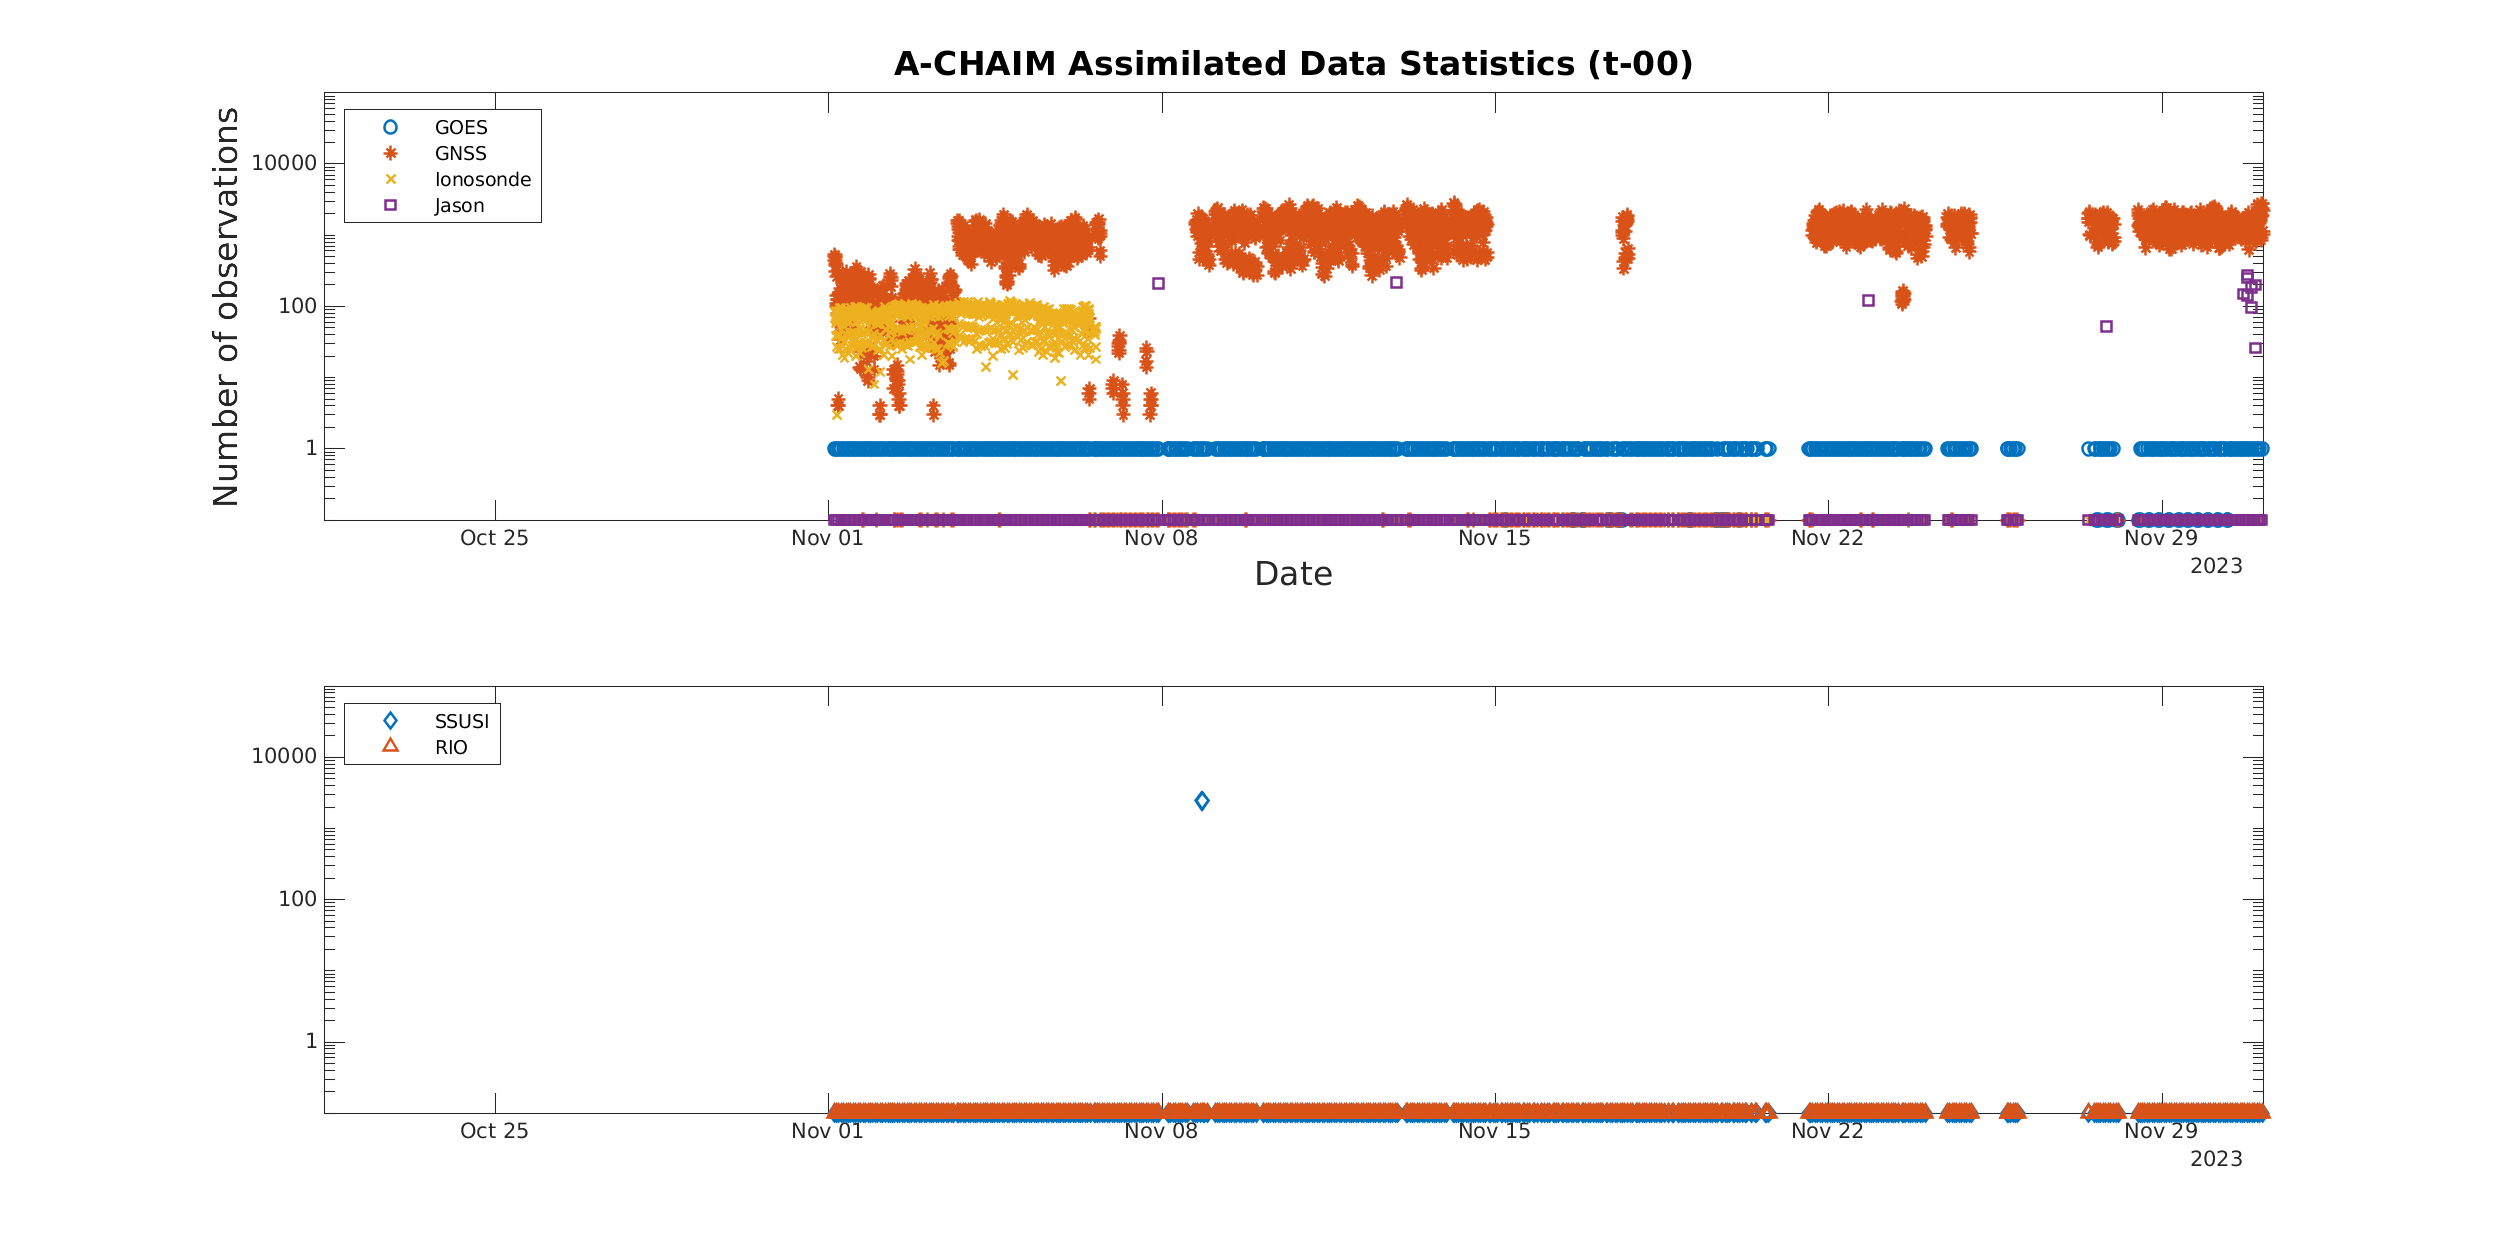 A-CHAIM Assimilated Data Statistics (t-00)
Number of observations
10000
100
1
GOES
GNSS
Ionosonde
Jason
Oct 25 Nov 01 Nov 08 Nov 15 Nov 22 Nov 29
2023
Date
10000
100
1
SSUSI
RIO
Oct 25 Nov 01 Nov 08 Nov 15 Nov 22 Nov 29
2023